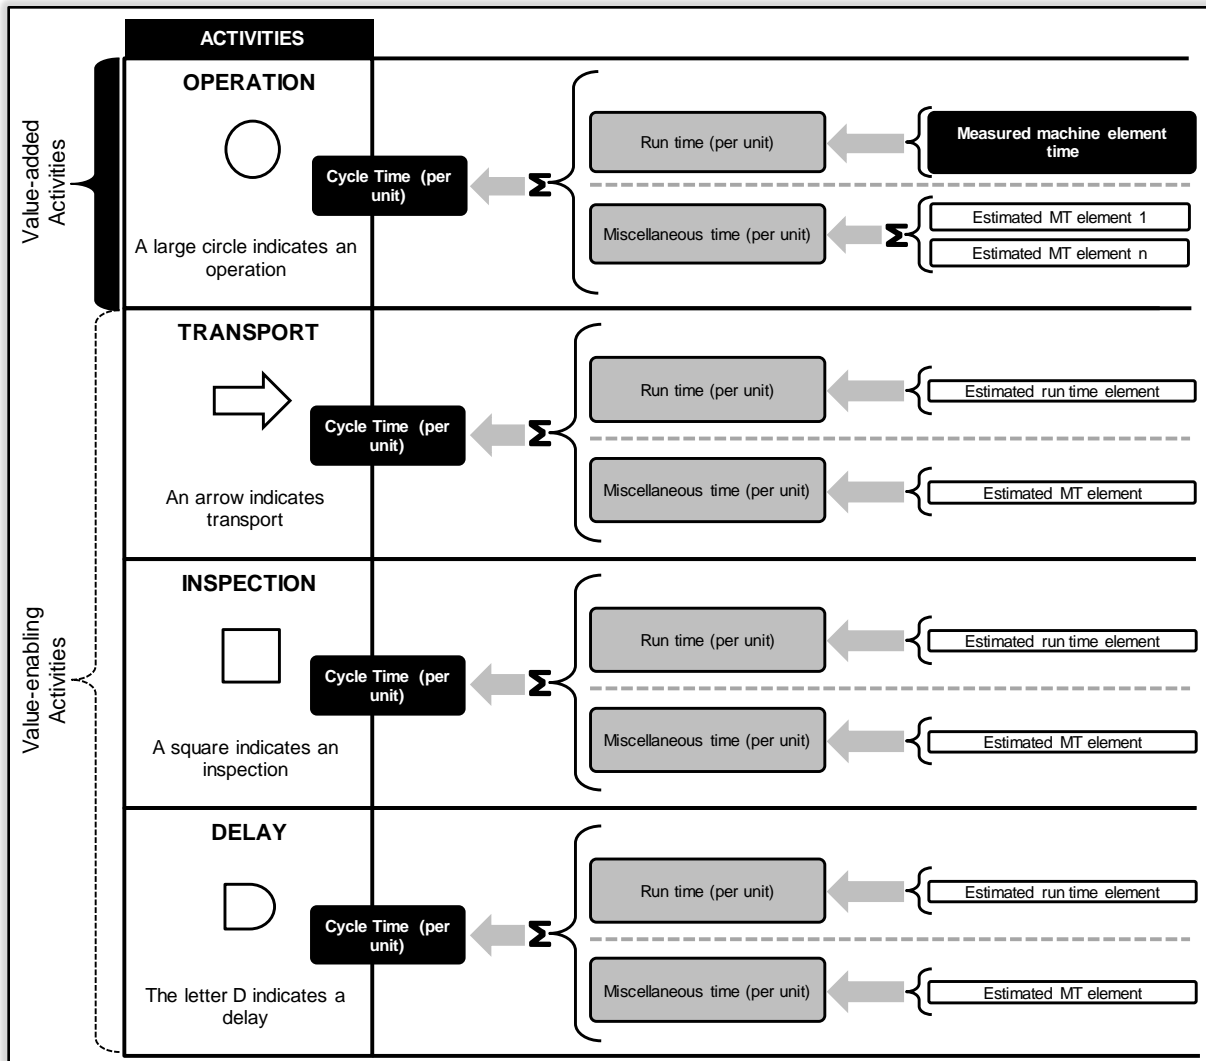 ACTIVITIES
Value-added
Activities
OPERATION
A large circle indicates an
operation
Cycle Time (per
unit)
Σ
Run time (per unit)
Measured machine element
time
Miscellaneous time (per unit)
Σ
Estimated MT element 1
Estimated MT element n
Value-enabling
Activities
TRANSPORT
An arrow indicates
transport
Cycle Time (per
unit)
Σ
Run time (per unit)
Estimated run time element
Miscellaneous time (per unit)
Estimated MT element
INSPECTION
A square indicates an
inspection
Cycle Time (per
unit)
Σ
Run time (per unit)
Estimated run time element
Miscellaneous time (per unit)
Estimated MT element
DELAY
The letter D indicates a
delay
Cycle Time (per
unit)
Σ
Run time (per unit)
Estimated run time element
Miscellaneous time (per unit)
Estimated MT element